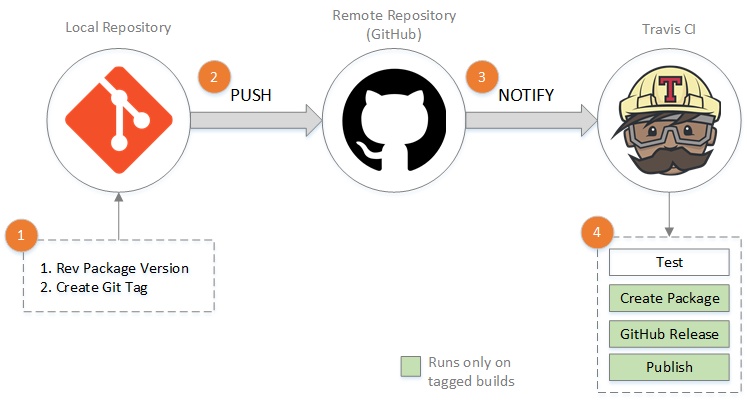 Local Repository
Remote Repository
(GitHub)
Travis CI
2
PUSH
3
NOTIFY
T
1
1. Rev Package Version
2. Create Git Tag
4
Test
Create Package
GitHub Release
Publish
Runs only on
tagged builds